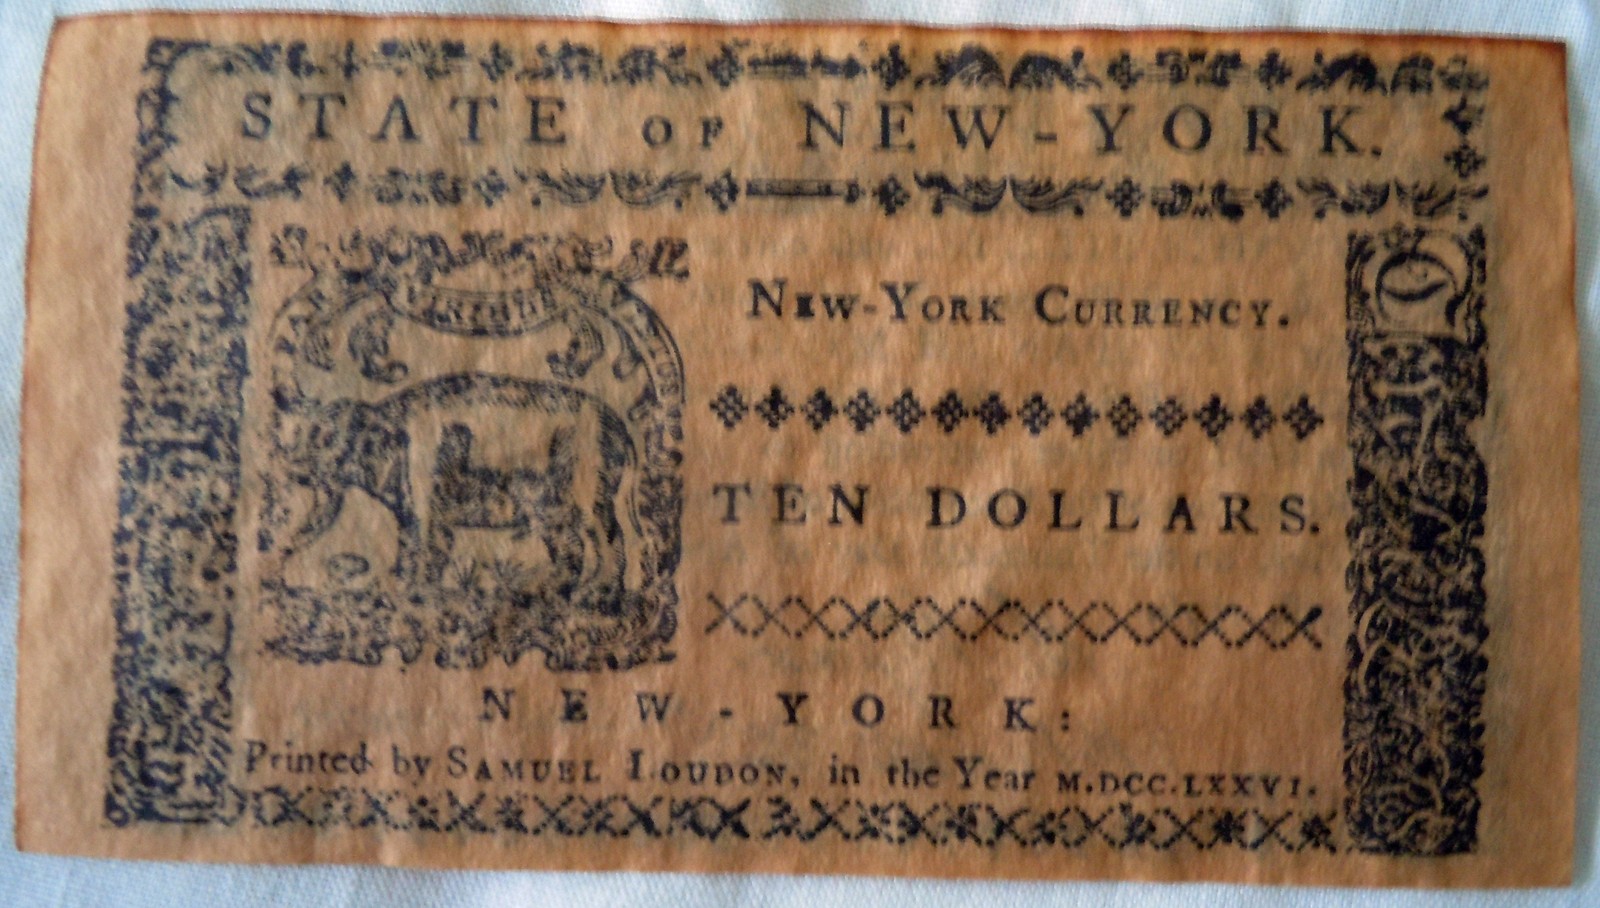 STATE OF NEW-YORK.
NEW-YORK CURRENCY.
TEN DOLLARS.
NEW-YORK:
Printed by SAMUEL LOUDON, in the Year M.DCC.LXXVI.